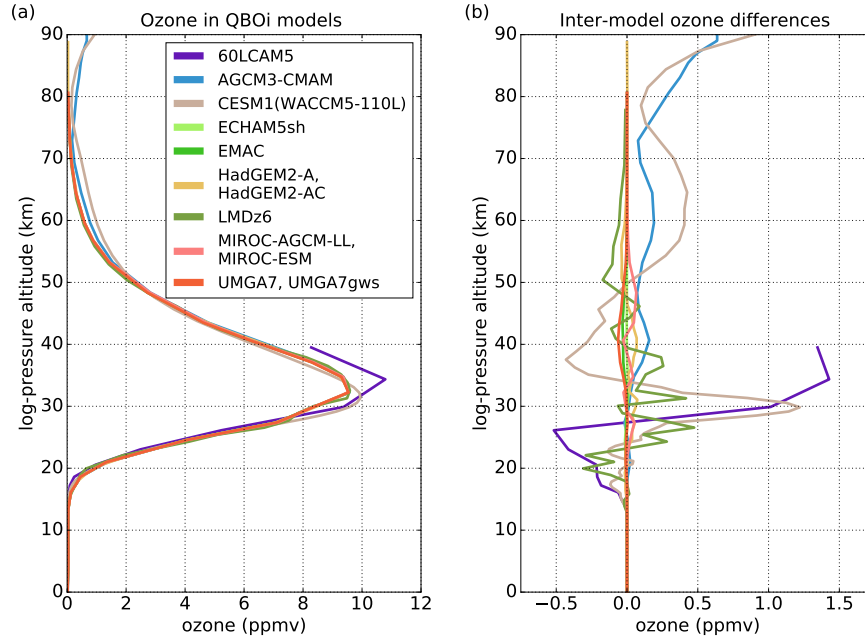 (a)
Ozone in QBOi models
90
80
70
60
50
40
30
20
10
0
log-pressure altitude (km)
0
2
4
6
8
10
12
ozone (ppmv)
60LCAM5
AGCM3-CMAM
CESM1(WACCM5-110L)
ECHAM5sh
EMAC
HadGEM2-A,
HadGEM2-AC
LMDz6
MIROC-AGCM-LL,
MIROC-ESM
UMGA7, UMGA7gws
(b)
Inter-model ozone differences
90
80
70
60
50
40
30
20
10
0
log-pressure altitude (km)
−0.5
0.0
0.5
1.0
1.5
ozone (ppmv)